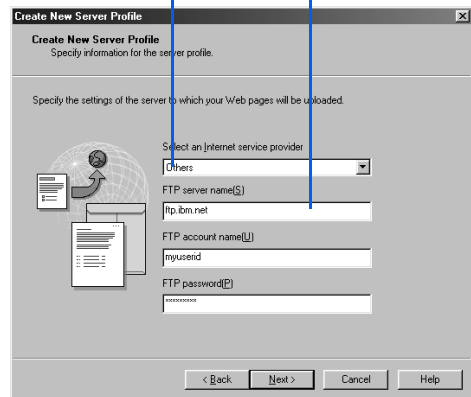 Create New Server Profile
Create New Server Profile
Specify information for the server profile.
Specify the settings of the server to which your Web pages will be uploaded.
Select an Internet service provider
Others
FTP server name(S)
ftp.ibm.net
FTP account name(U)
myuserid
FTP password(P)
*********
< Back
Next >
Cancel
Help